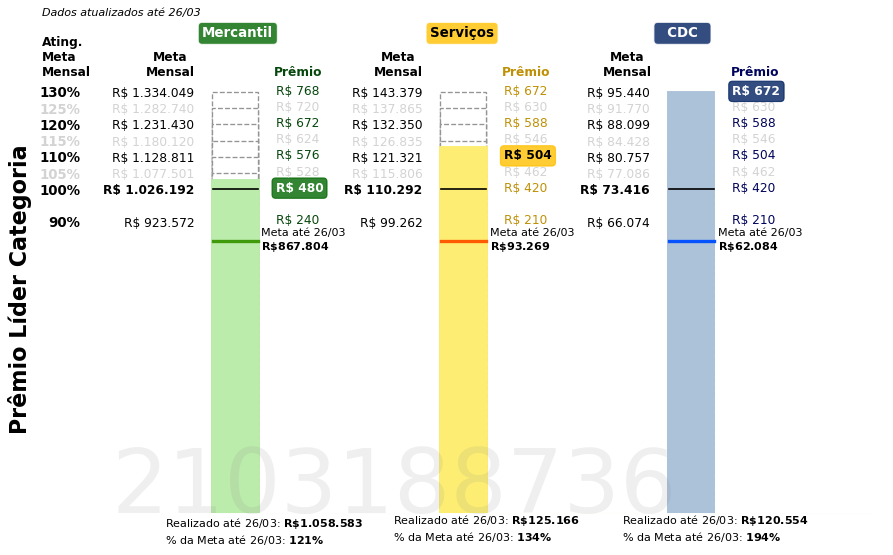 Dados atualizados até 26/03
Mercantil Serviços CDC
Ating. Meta Mensal
Meta Mensal Prêmio Meta Mensal Prêmio Meta Mensal Prêmio
130% R$ 1.334.049 R$ 768 R$ 143.379 R$ 672 R$ 95.440 R$ 672
125% R$ 1.282.740 R$ 720 R$ 137.865 R$ 630 R$ 91.770 R$ 630
120% R$ 1.231.430 R$ 672 R$ 132.350 R$ 588 R$ 88.099 R$ 588
115% R$ 1.180.120 R$ 624 R$ 126.835 R$ 546 R$ 84.428 R$ 546
110% R$ 1.128.811 R$ 576 R$ 121.321 R$ 504 R$ 80.757 R$ 504
105% R$ 1.077.501 R$ 528 R$ 115.806 R$ 462 R$ 77.086 R$ 462
100% R$ 1.026.192 R$ 480 R$ 110.292 R$ 420 R$ 73.416 R$ 420
90% R$ 923.572 R$ 240 R$ 99.262 R$ 210 R$ 66.074 R$ 210
Meta até 26/03 Meta até 26/03 Meta até 26/03
R$867.804 R$93.269 R$62.084
Prêmio Líder Categoria
2103188736
Realizado até 26/03: R$1.058.583 Realizado até 26/03: R$125.166 Realizado até 26/03: R$120.554
% da Meta até 26/03: 121% % da Meta até 26/03: 134% % da Meta até 26/03: 194%